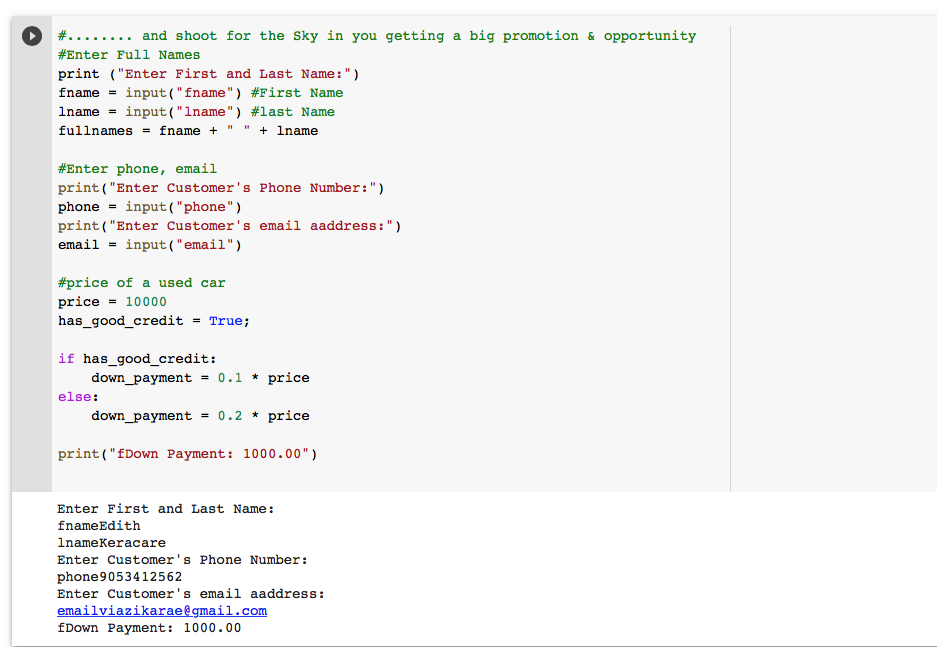 #........ and shoot for the Sky in you getting a big promotion & opportunity
#Enter Full Names
print ("Enter First and Last Name:")
fname = input("fname") #First Name
lname = input("lname") #last Name
fullnames = fname + " " + lname
#Enter phone, email
print("Enter Customer's Phone Number:")
phone = input("phone")
print("Enter Customer's email aaddress:")
email = input("email")
#price of a used car
price = 10000
has_good_credit = True;
if has_good_credit:
    down_payment = 0.1 * price
else:
    down_payment = 0.2 * price
print("fDown Payment: 1000.00")
Enter First and Last Name:
fnameEdith
lnameKeracare
Enter Customer's Phone Number:
phone9053412562
Enter Customer's email aaddress:
emailviazikarae@gmail.com
fDown Payment: 1000.00